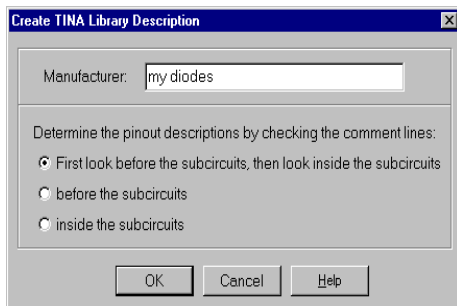 Create TINA Library Description
Manufacturer: my diodes
Determine the pinout descriptions by checking the comment lines:
First look before the subcircuits, then look inside the subcircuits
before the subcircuits
inside the subcircuits
OK Cancel Help